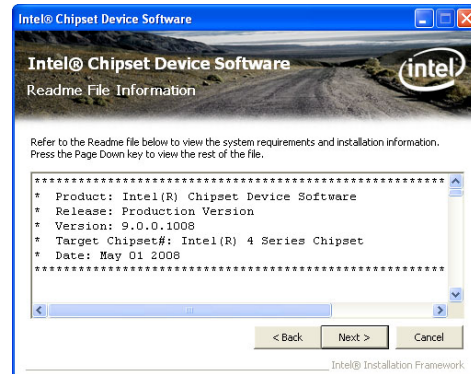 Intel® Chipset Device Software
Intel® Chipset Device Software
intel
Readme File Information
Refer to the Readme file below to view the system requirements and installation information.
Press the Page Down key to view the rest of the file.
********************************************************
* Product: Intel(R) Chipset Device Software
* Release: Production Version
* Version: 9.0.0.1008
* Target Chipset#: Intel(R) 4 Series Chipset
* Date: May 01 2008
********************************************************
< Back
Next >
Cancel
Intel® Installation Framework